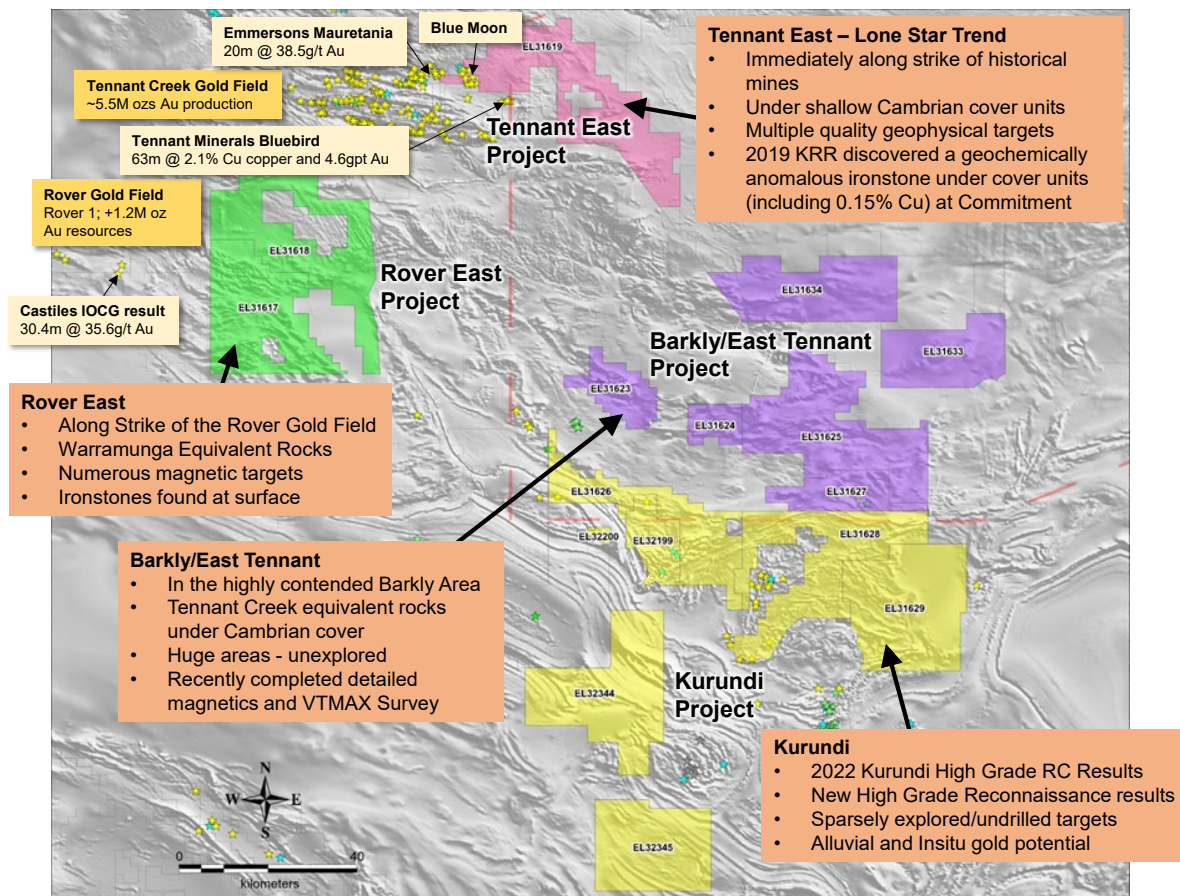 Emmersons Mauretania
20m @ 38.5g/t Au
Blue Moon
EL31619
Tennant East – Lone Star Trend
• Immediately along strike of historical
mines
• Under shallow Cambrian cover units
• Multiple quality geophysical targets
• 2019 KRR discovered a geochemically
anomalous ironstone under cover units
(including 0.15% Cu) at Commitment
Tennant Creek Gold Field
~5.5M ozs Au production
Tennant Minerals Bluebird
63m @ 2.1% Cu copper and 4.6gpt Au
Tennant East
Project
Rover Gold Field
Rover 1; +1.2M oz
Au resources
EL31618
EL31617
Rover East
Project
Castiles IOCG result
30.4m @ 35.6g/t Au
EL31634
EL31633
Barkly/East Tennant
Project
EL31623
EL31624
EL31625
EL31627
Rover East
• Along Strike of the Rover Gold Field
• Warramunga Equivalent Rocks
• Numerous magnetic targets
• Ironstones found at surface
EL31626
EL32200
EL32199
EL31628
EL31629
Barkly/East Tennant
• In the highly contended Barkly Area
• Tennant Creek equivalent rocks
under Cambrian cover
• Huge areas - unexplored
• Recently completed detailed
magnetics and VTMAX Survey
EL32344
Kurundi
Project
Kurundi
• 2022 Kurundi High Grade RC Results
• New High Grade Reconnaissance results
• Sparsely explored/undrilled targets
• Alluvial and Insitu gold potential
EL32345
N
W E
S
0 40
kilometers